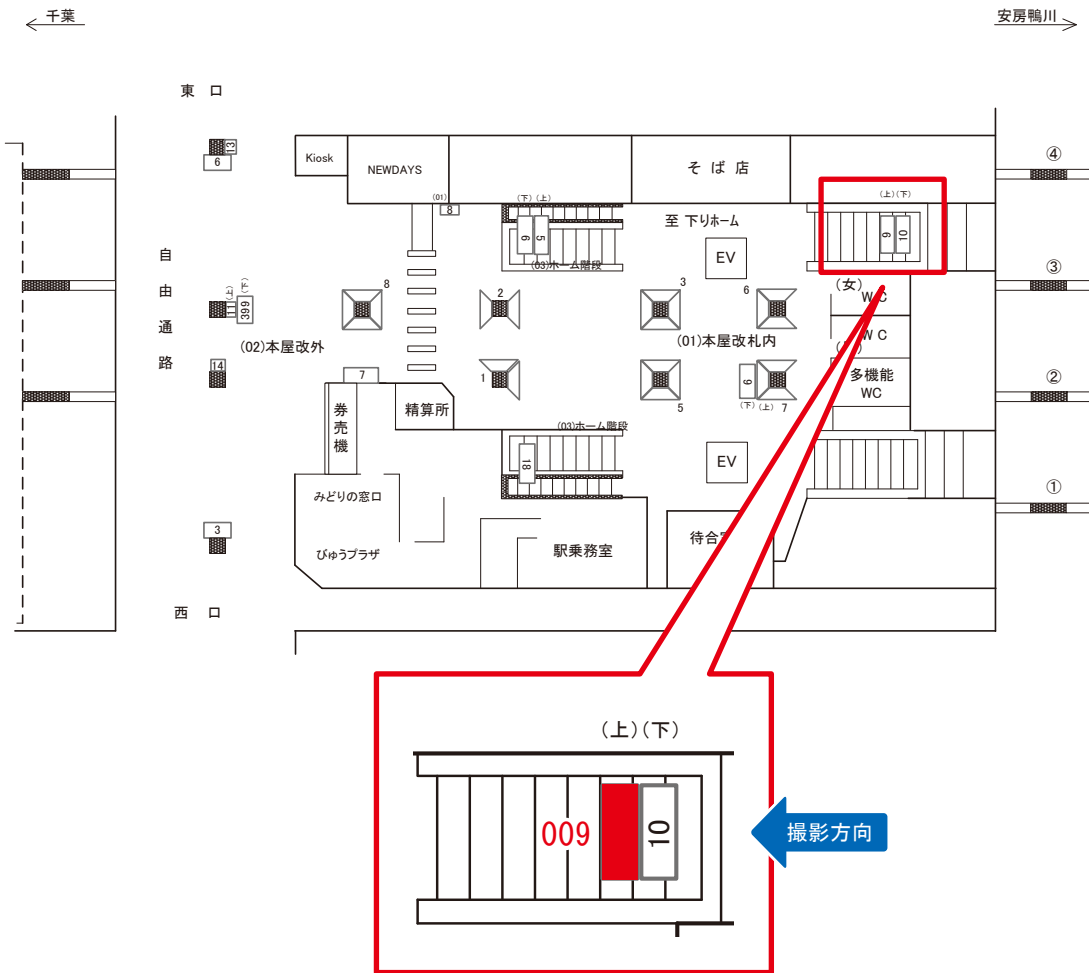 千葉
安房鴨川
東 口
13
6
Kiosk
NEWDAYS
そ ば 店
④
(01)
8
(下)(上)
6
5
(03)ホーム階段
至 下りホーム
EV
(上)(下)
9
10
③
自由通路
(上)
(下)
11
399
8
2
3
6
(女)
WC
(02)本屋改外
(01)本屋改札内
WC
14
7
1
5
9
(下)(上)
7
多機能
WC
②
券売機
精算所
(03)ホーム階段
18
EV
①
みどりの窓口
3
びゅうプラザ
駅乗務室
待合
西 口
(上)(下)
009
10
撮影方向